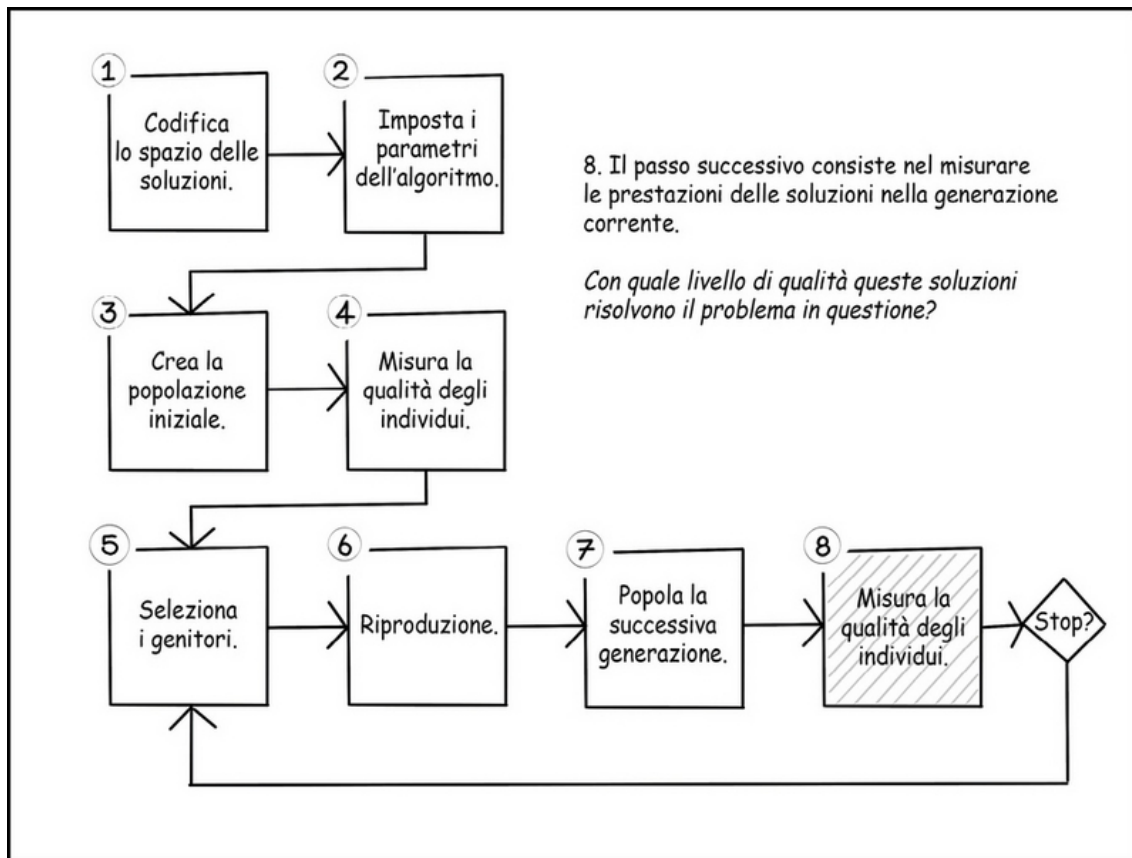 1
Codifica
lo spazio delle
soluzioni.
2
Imposta i
parametri
dell'algoritmo.
8. Il passo successivo consiste nel misurare
le prestazioni delle soluzioni nella generazione
corrente.
Con quale livello di qualità queste soluzioni
risolvono il problema in questione?
3
Crea la
popolazione
iniziale.
4
Misura la
qualità degli
individui.
5
Seleziona
i genitori.
6
Riproduzione.
7
Popola la
successiva
generazione.
8
Misura la
qualità degli
individui.
Stop?